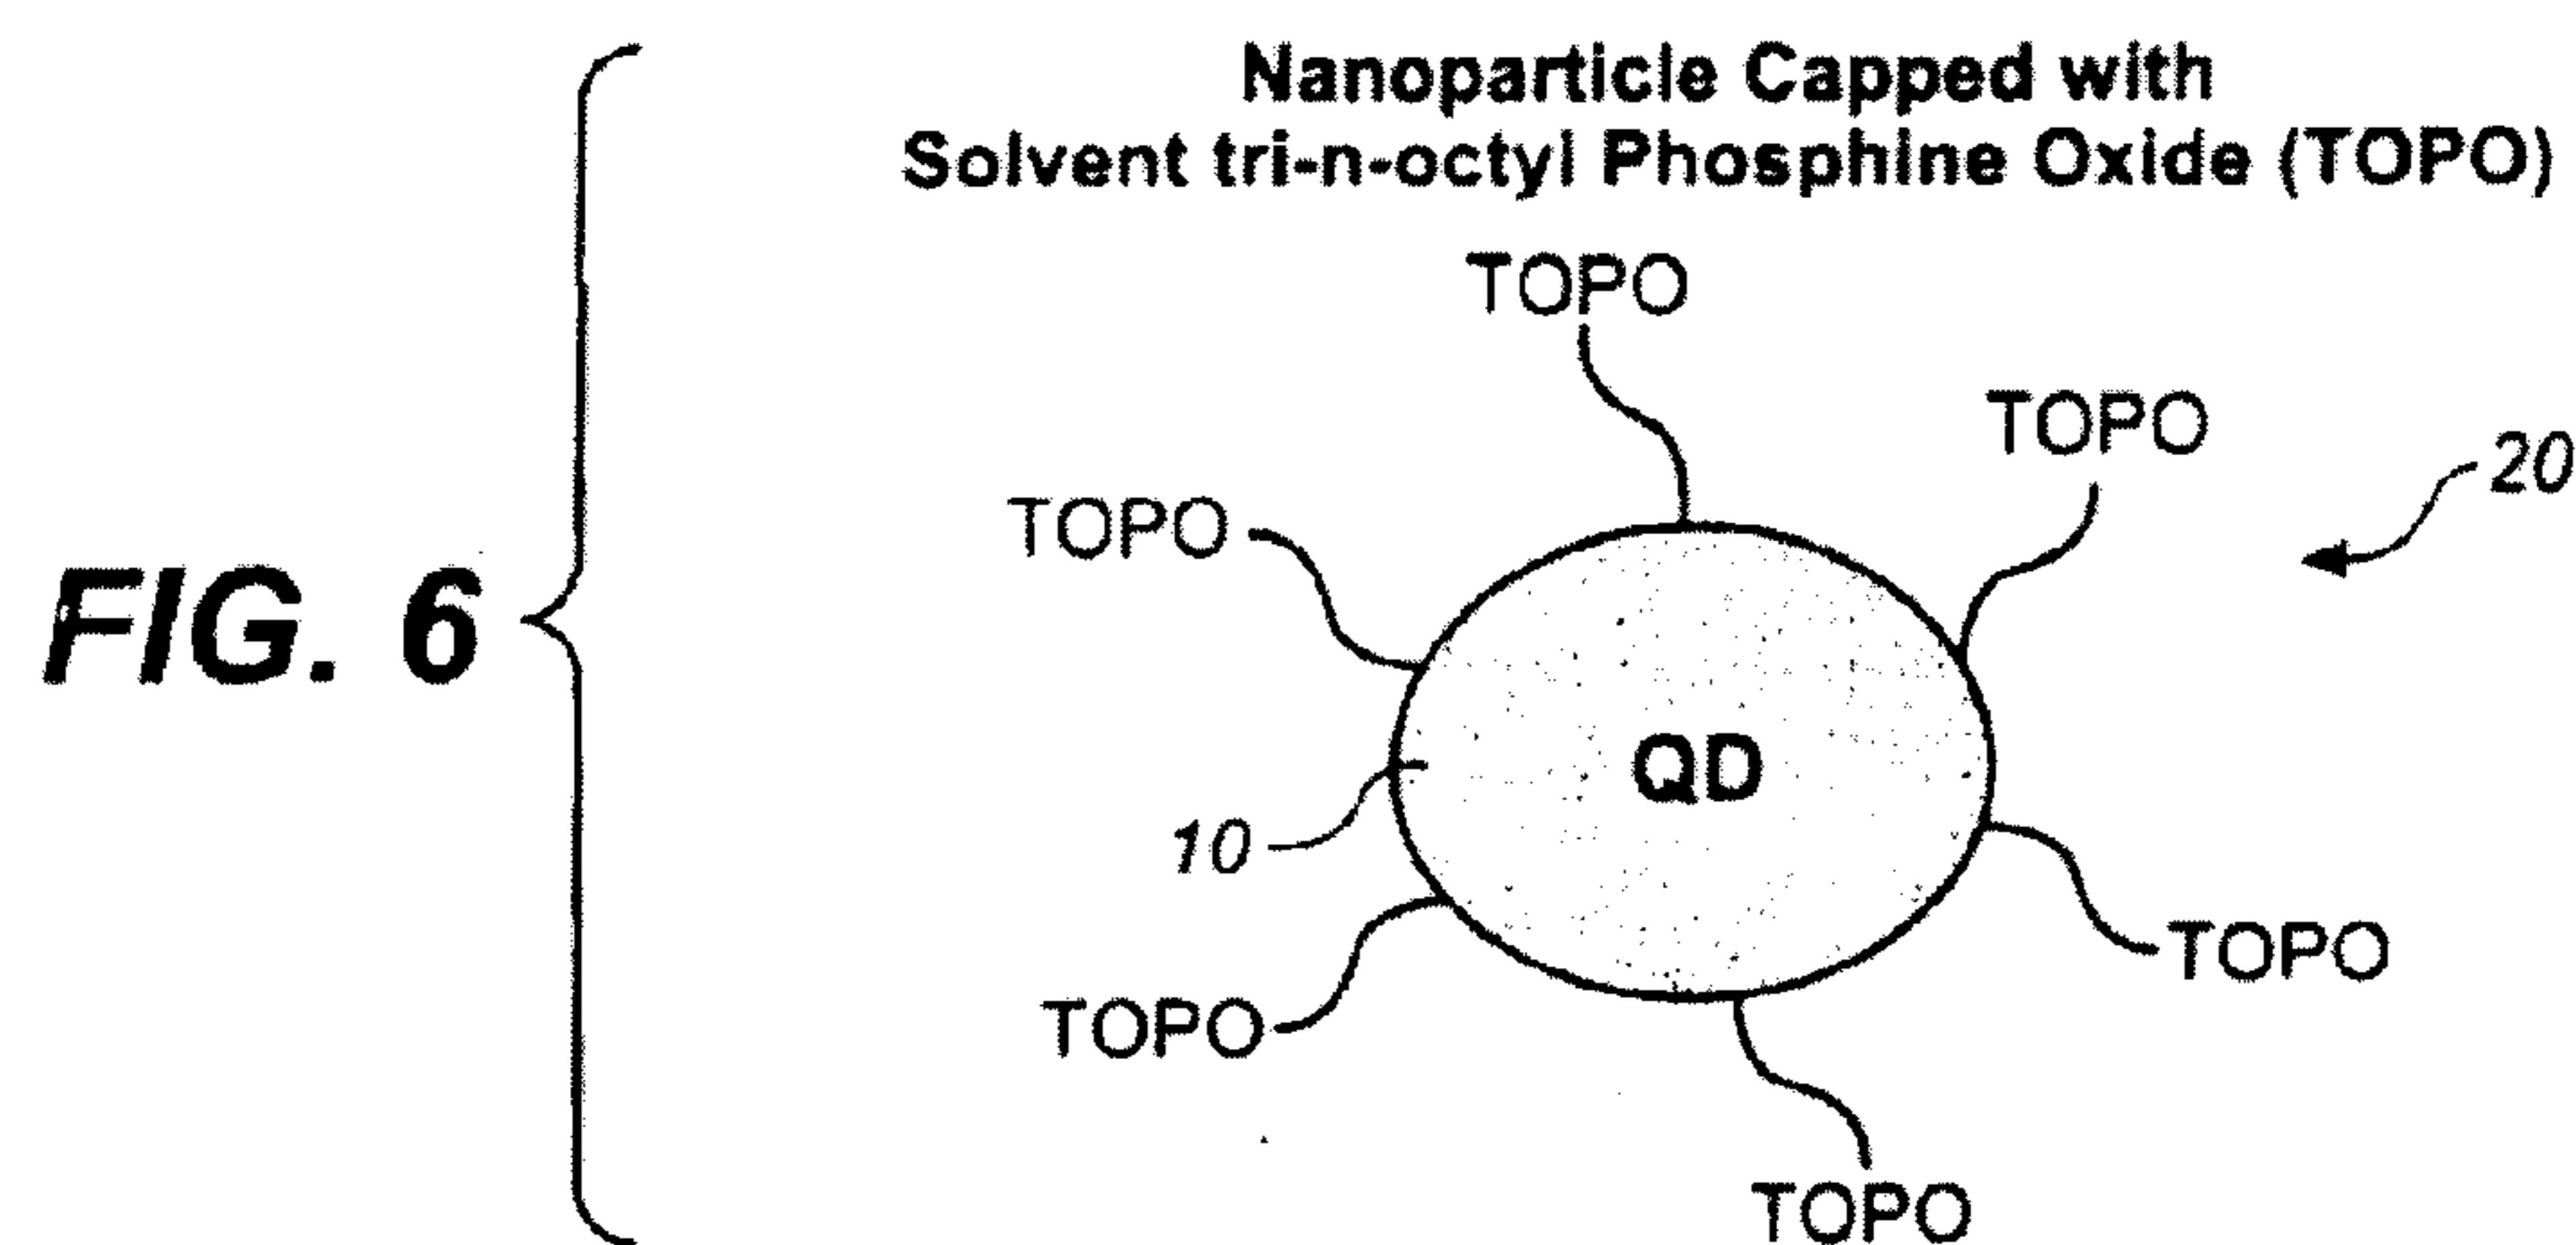 Nanoparticle Capped with
Solvent tri-n-octyl Phosphine Oxide (TOPO)
TOPO
TOPO
20
TOPO
FIG. 6
QD
10
TOPO
TOPO
TOPO